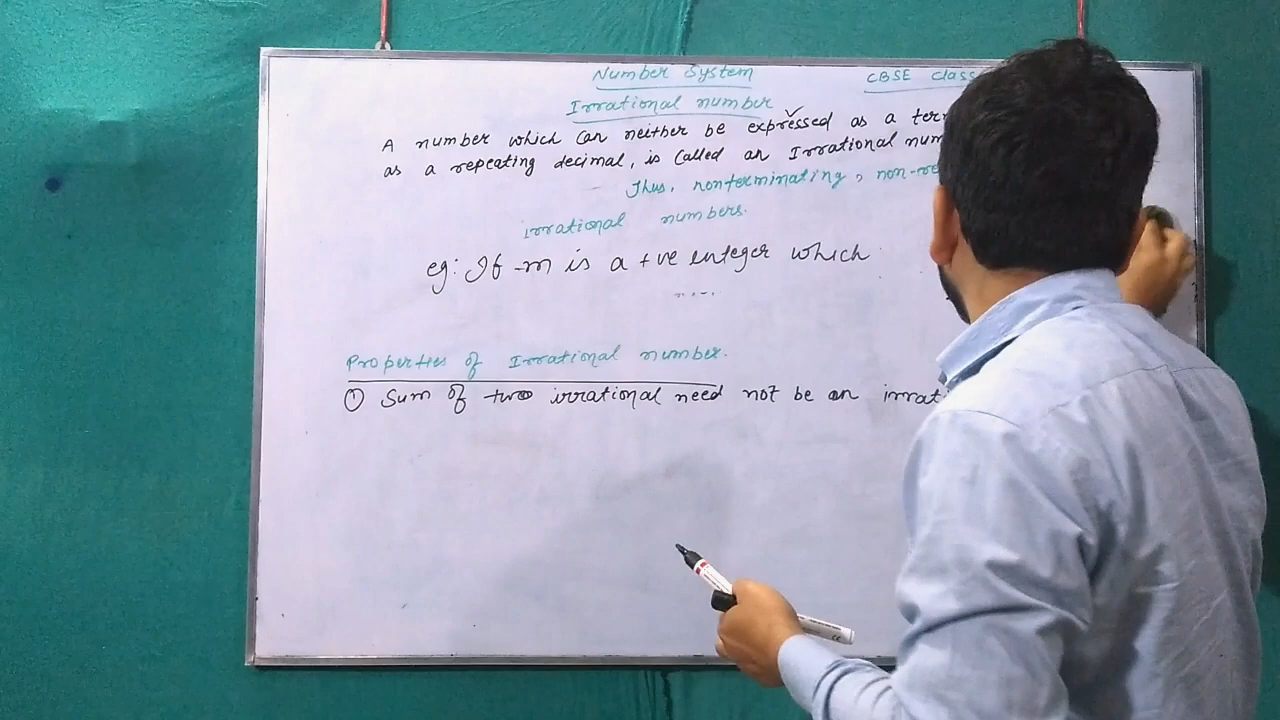 Number System
CBSE Class
Irrational number
A number which can neither be expressed as a ter
as a repeating decimal, is called an Irrational num
Thus, nonterminating, non-re
irrational numbers.
eg: If m is a +ve integer which
Properties of Irrational number.
① Sum of two irrational need not be an irrat